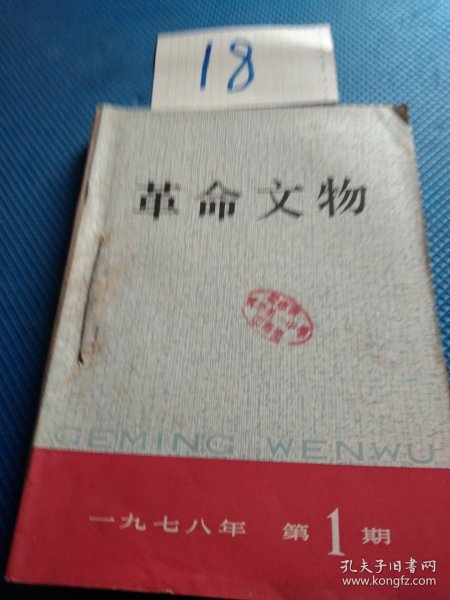 18
革命文物
GEMING WENWU
一九七八年 第1期
孔夫子旧书网
www.kongfz.com